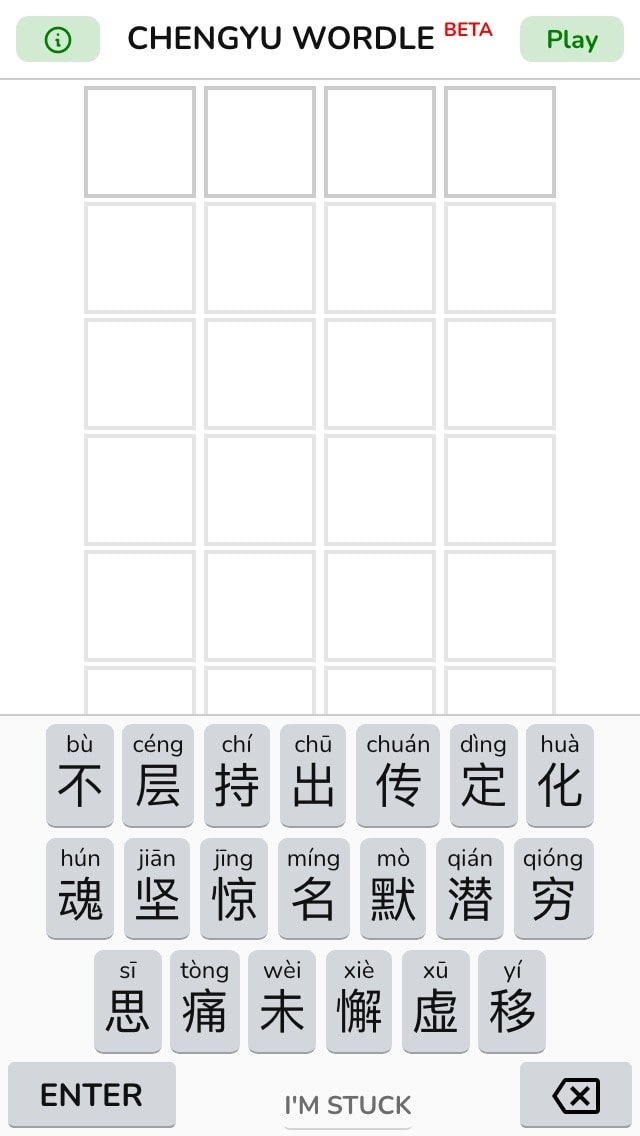 CHENGYU WORDLE BETA
Play
bù céng chí chū chuán dìng huà
不 层 持 出 传 定 化
hún jiān jīng míng mò qián qióng
魂 坚 惊 名 默 潜 穷
sī tòng wèi xiè xū yí
思 痛 未 懈 虚 移
ENTER
I'M STUCK